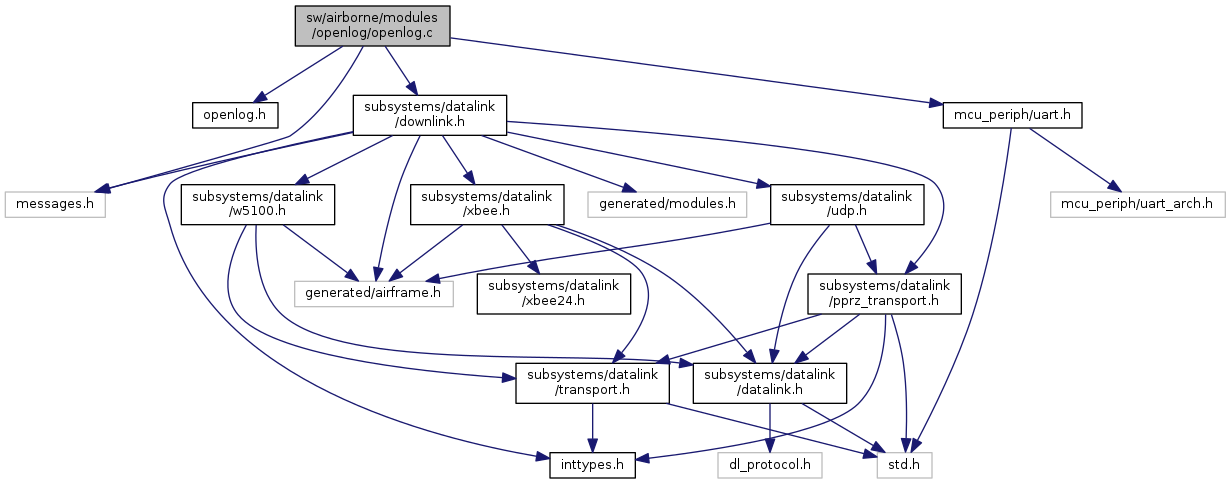 sw/airborne/modules
/openlog/openlog.c
openlog.h
subsystems/datalink
/downlink.h
mcu_periph/uart.h
messages.h
subsystems/datalink
/w5100.h
subsystems/datalink
/xbee.h
generated/modules.h
subsystems/datalink
/udp.h
mcu_periph/uart_arch.h
generated/airframe.h
subsystems/datalink
/xbee24.h
subsystems/datalink
/pprz_transport.h
subsystems/datalink
/transport.h
subsystems/datalink
/datalink.h
inttypes.h
dl_protocol.h
std.h